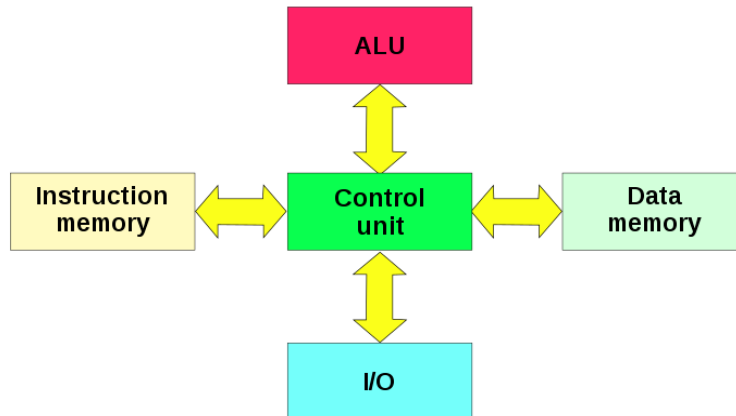 ALU
Instruction
memory
Control
unit
Data
memory
I/O